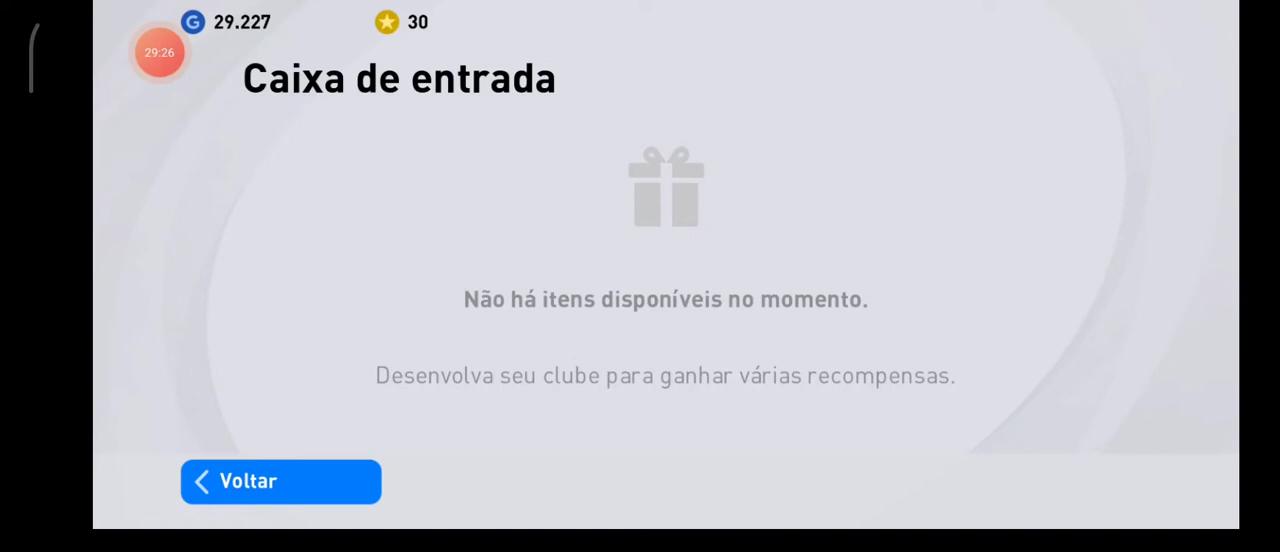 G 29.227 30
29:26
Caixa de entrada
Não há itens disponíveis no momento.
Desenvolva seu clube para ganhar várias recompensas.
Voltar